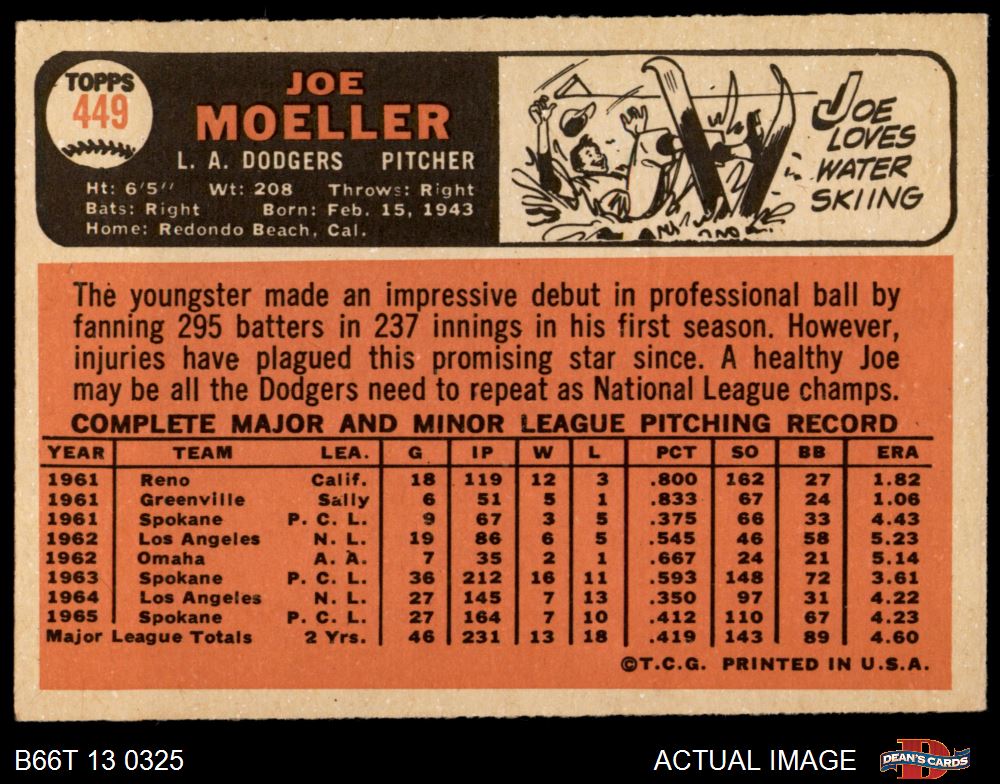 TOPPS
449
JOE
MOELLER
L. A. DODGERS PITCHER
Ht: 6'5" Wt: 208 Throws: Right
Bats: Right Born: Feb. 15, 1943
Home: Redondo Beach, Cal.
JOE
LOVES
WATER
SKIING
The youngster made an impressive debut in professional ball by
fanning 295 batters in 237 innings in his first season. However,
injuries have plagued this promising star since. A healthy Joe
may be all the Dodgers need to repeat as National League champs.
COMPLETE MAJOR AND MINOR LEAGUE PITCHING RECORD
YEAR TEAM LEA. G IP W L PCT SO BB ERA
1961 Reno Calif. 18 119 12 3 .800 162 27 1.82
1961 Greenville Sally 6 51 5 1 .833 67 24 1.06
1961 Spokane P. C. L. 9 67 3 5 .375 66 33 4.43
1962 Los Angeles N. L. 19 86 6 5 .545 46 58 5.23
1962 Omaha A. A. 7 35 2 1 .667 24 21 5.14
1963 Spokane P. C. L. 36 212 16 11 .593 148 72 3.61
1964 Los Angeles N. L. 27 145 7 13 .350 97 31 4.22
1965 Spokane P. C. L. 27 164 7 10 .412 110 67 4.23
Major League Totals 2 Yrs. 46 231 13 18 .419 143 89 4.60
©T.C.G. PRINTED IN U.S.A.
B66T 13 0325 ACTUAL IMAGE
DEAN'S CARDS